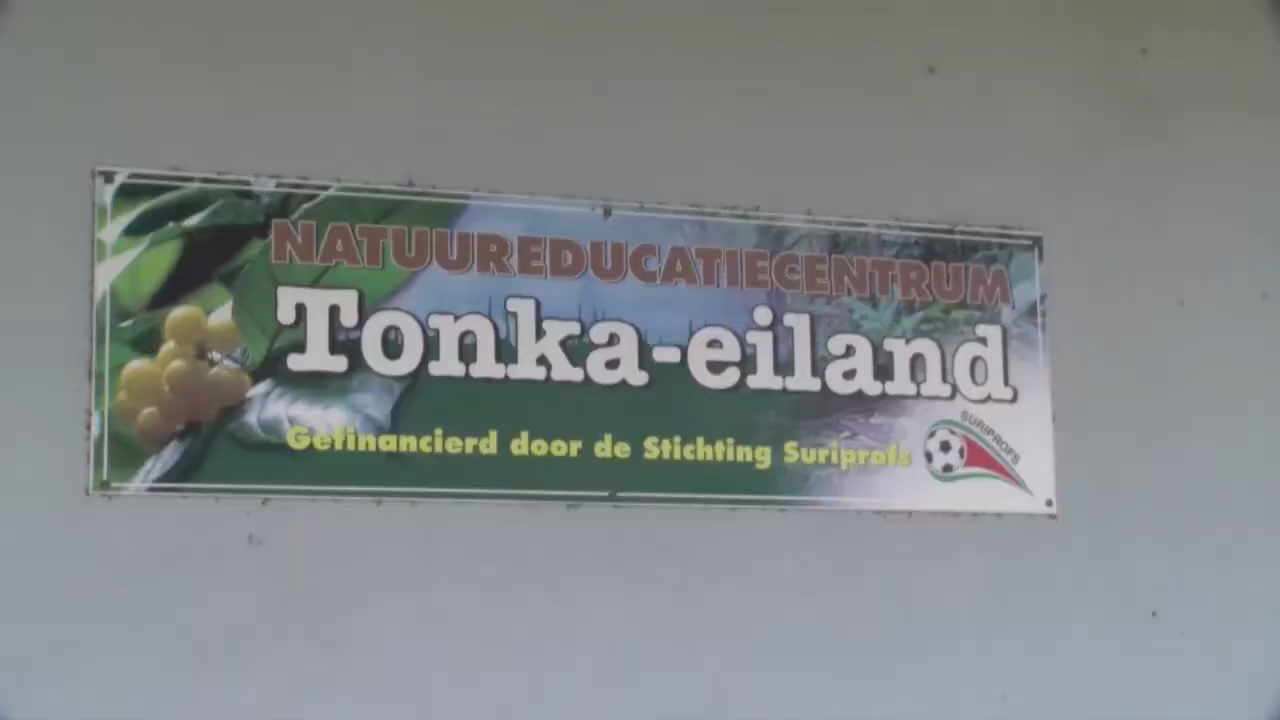 NATUUREDUCATIECENTRUM
Tonka-eiland
Gefinancierd door de Stichting Suriprofs
SURIPROFS